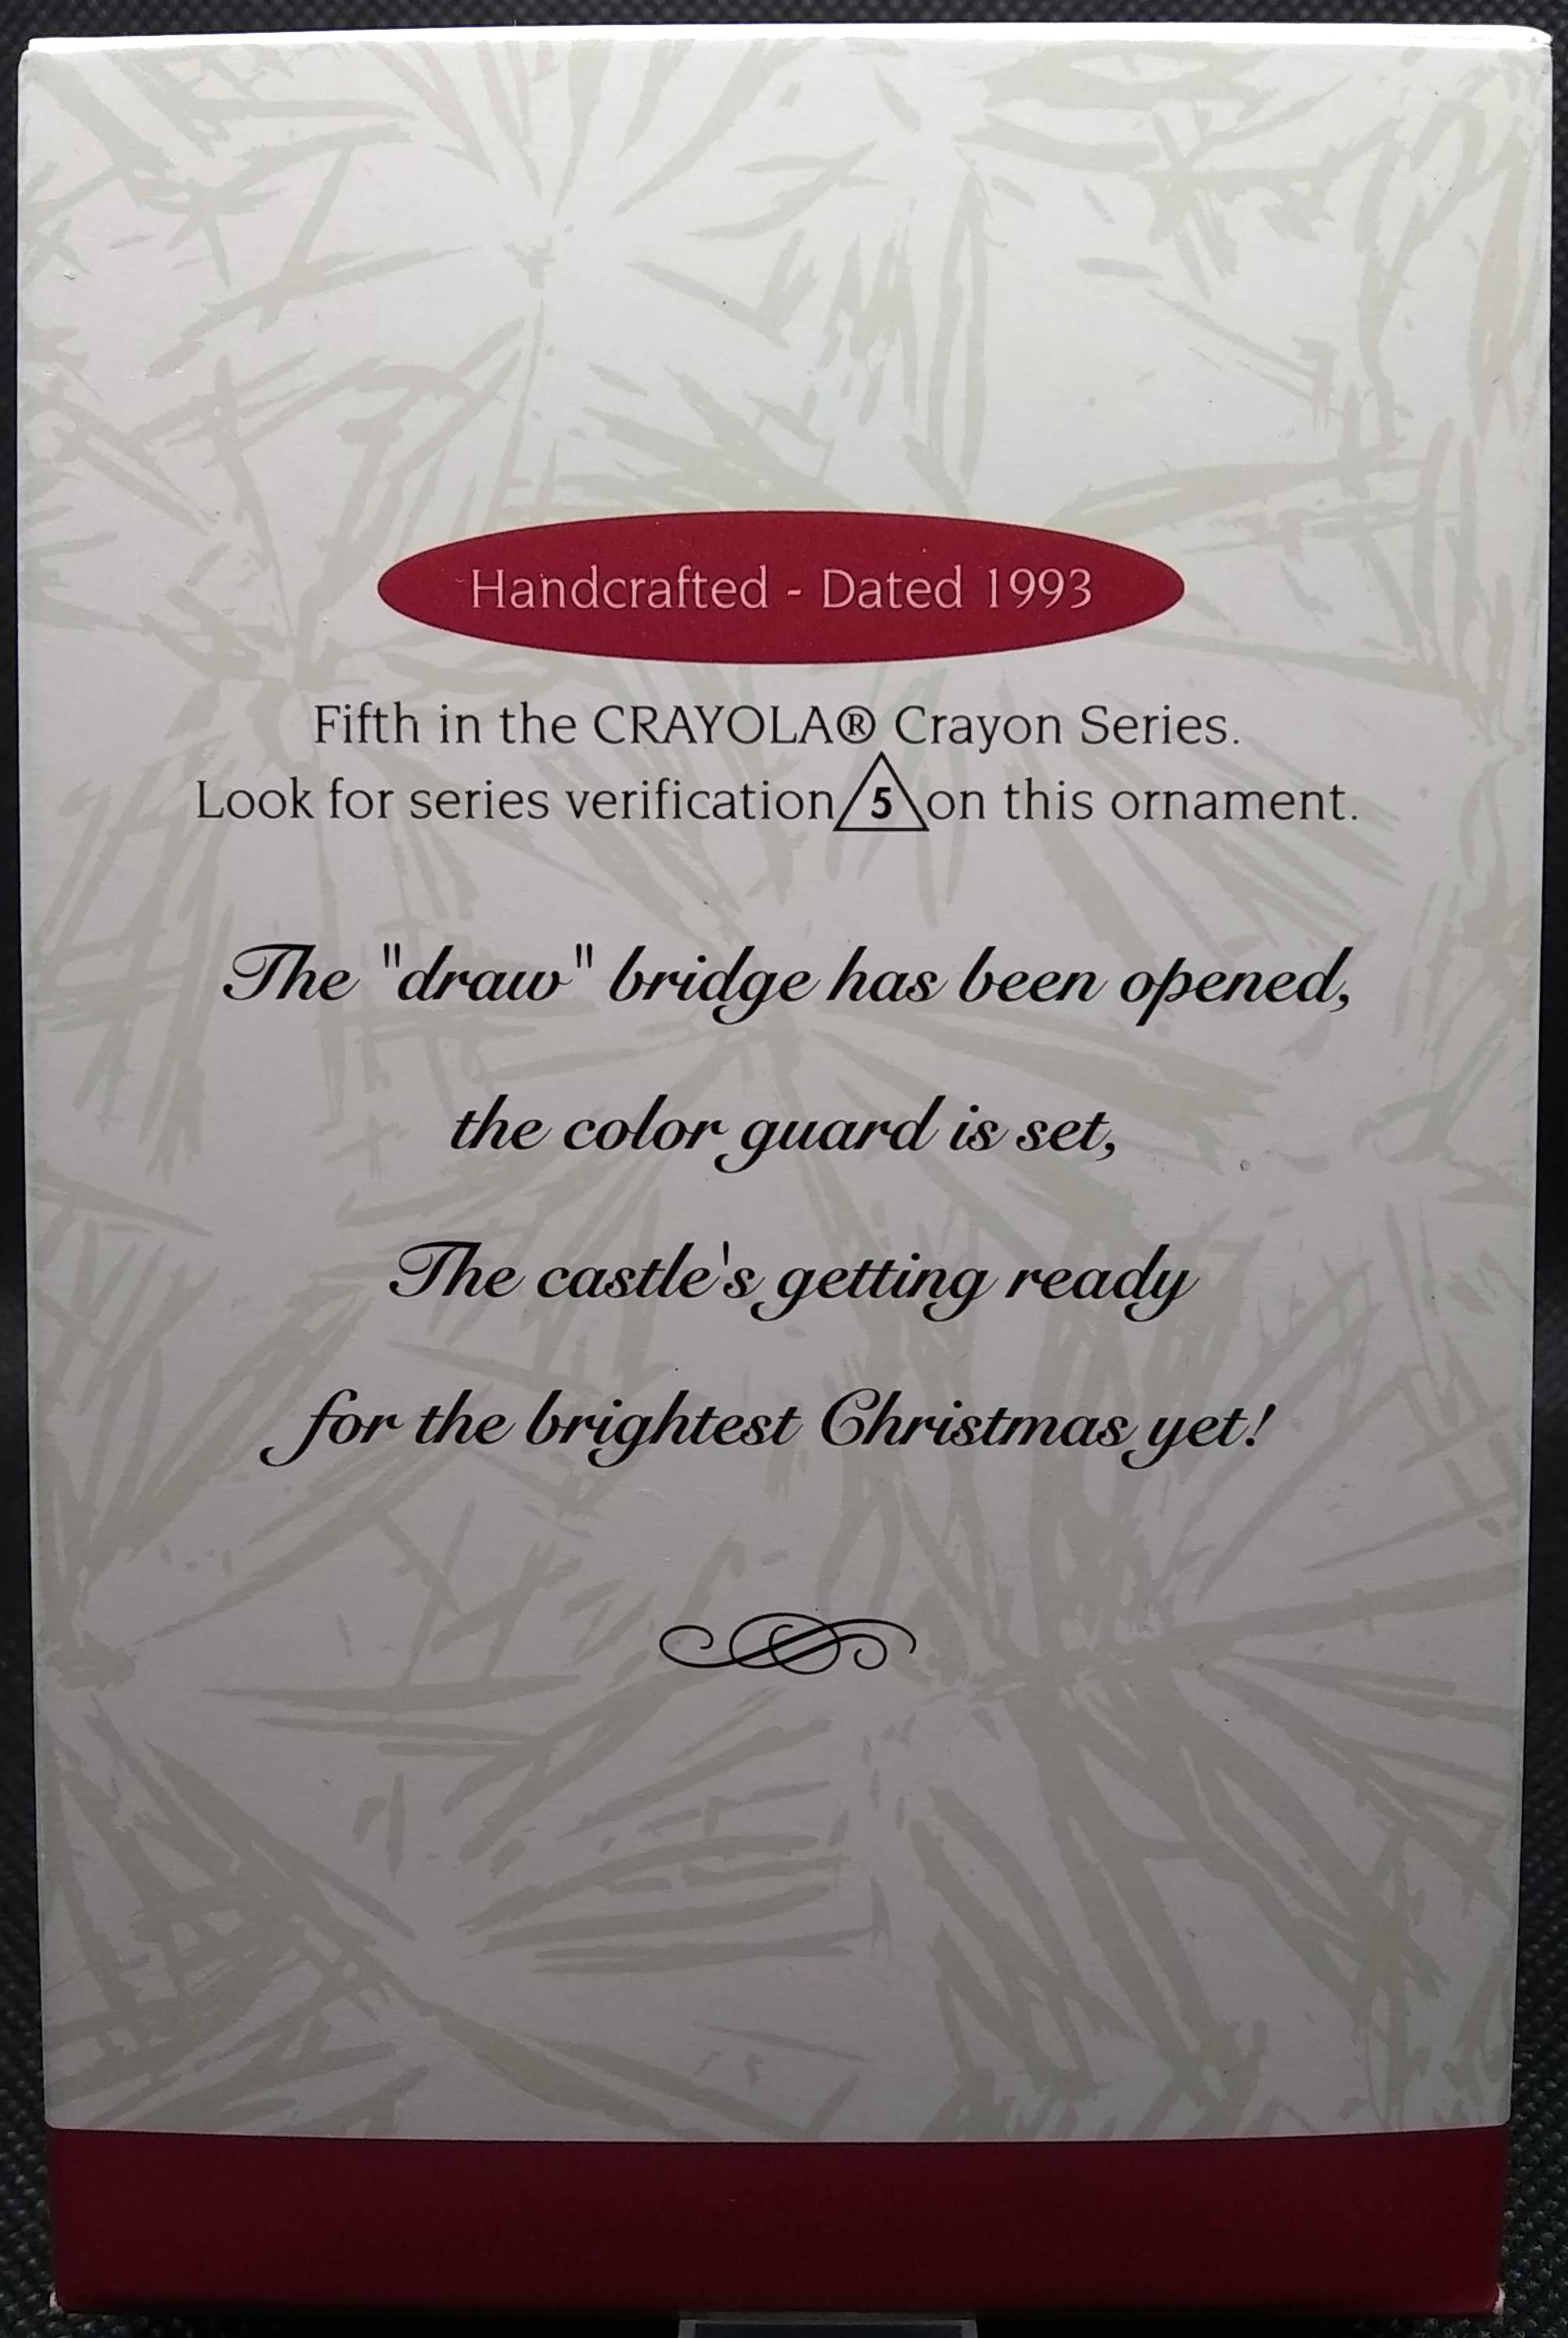 Handcrafted - Dated 1993
Fifth in the CRAYOLA® Crayon Series.
Look for series verification 5 on this ornament.
The "draw" bridge has been opened,
the color guard is set,
The castle's getting ready
for the brightest Christmas yet!